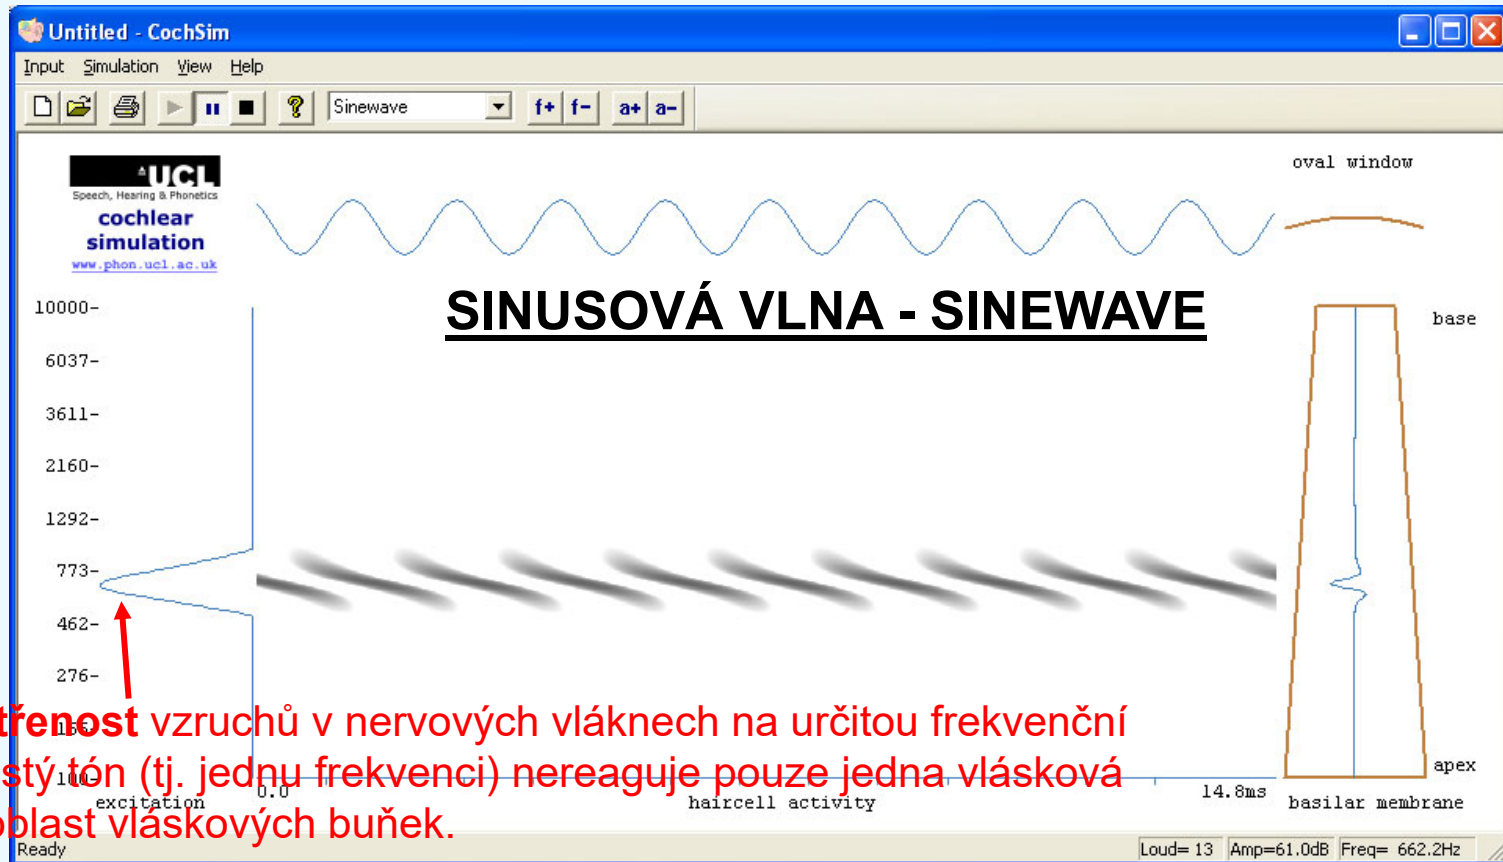 Untitled - CochSim
Input Simulation View Help
Sinewave f+ f- a+ a-
UCL
Speech, Hearing & Phonetics
cochlear
simulation
www.phon.ucl.ac.uk
oval window
SINUSOVÁ VLNA - SINEWAVE
10000-
6037-
3611-
2160-
1292-
773-
462-
276-
base
třenost vzruchů v nervových vláknech na určitou frekvenční
stý tón (tj. jednu frekvenci) nereaguje pouze jedna vlásková
oblast vláskových buněk.
100-
apex
excitation
0.0
haircell activity
14.8ms
basilar membrane
Ready
Loud= 13 Amp=61.0dB Freq= 662.2Hz